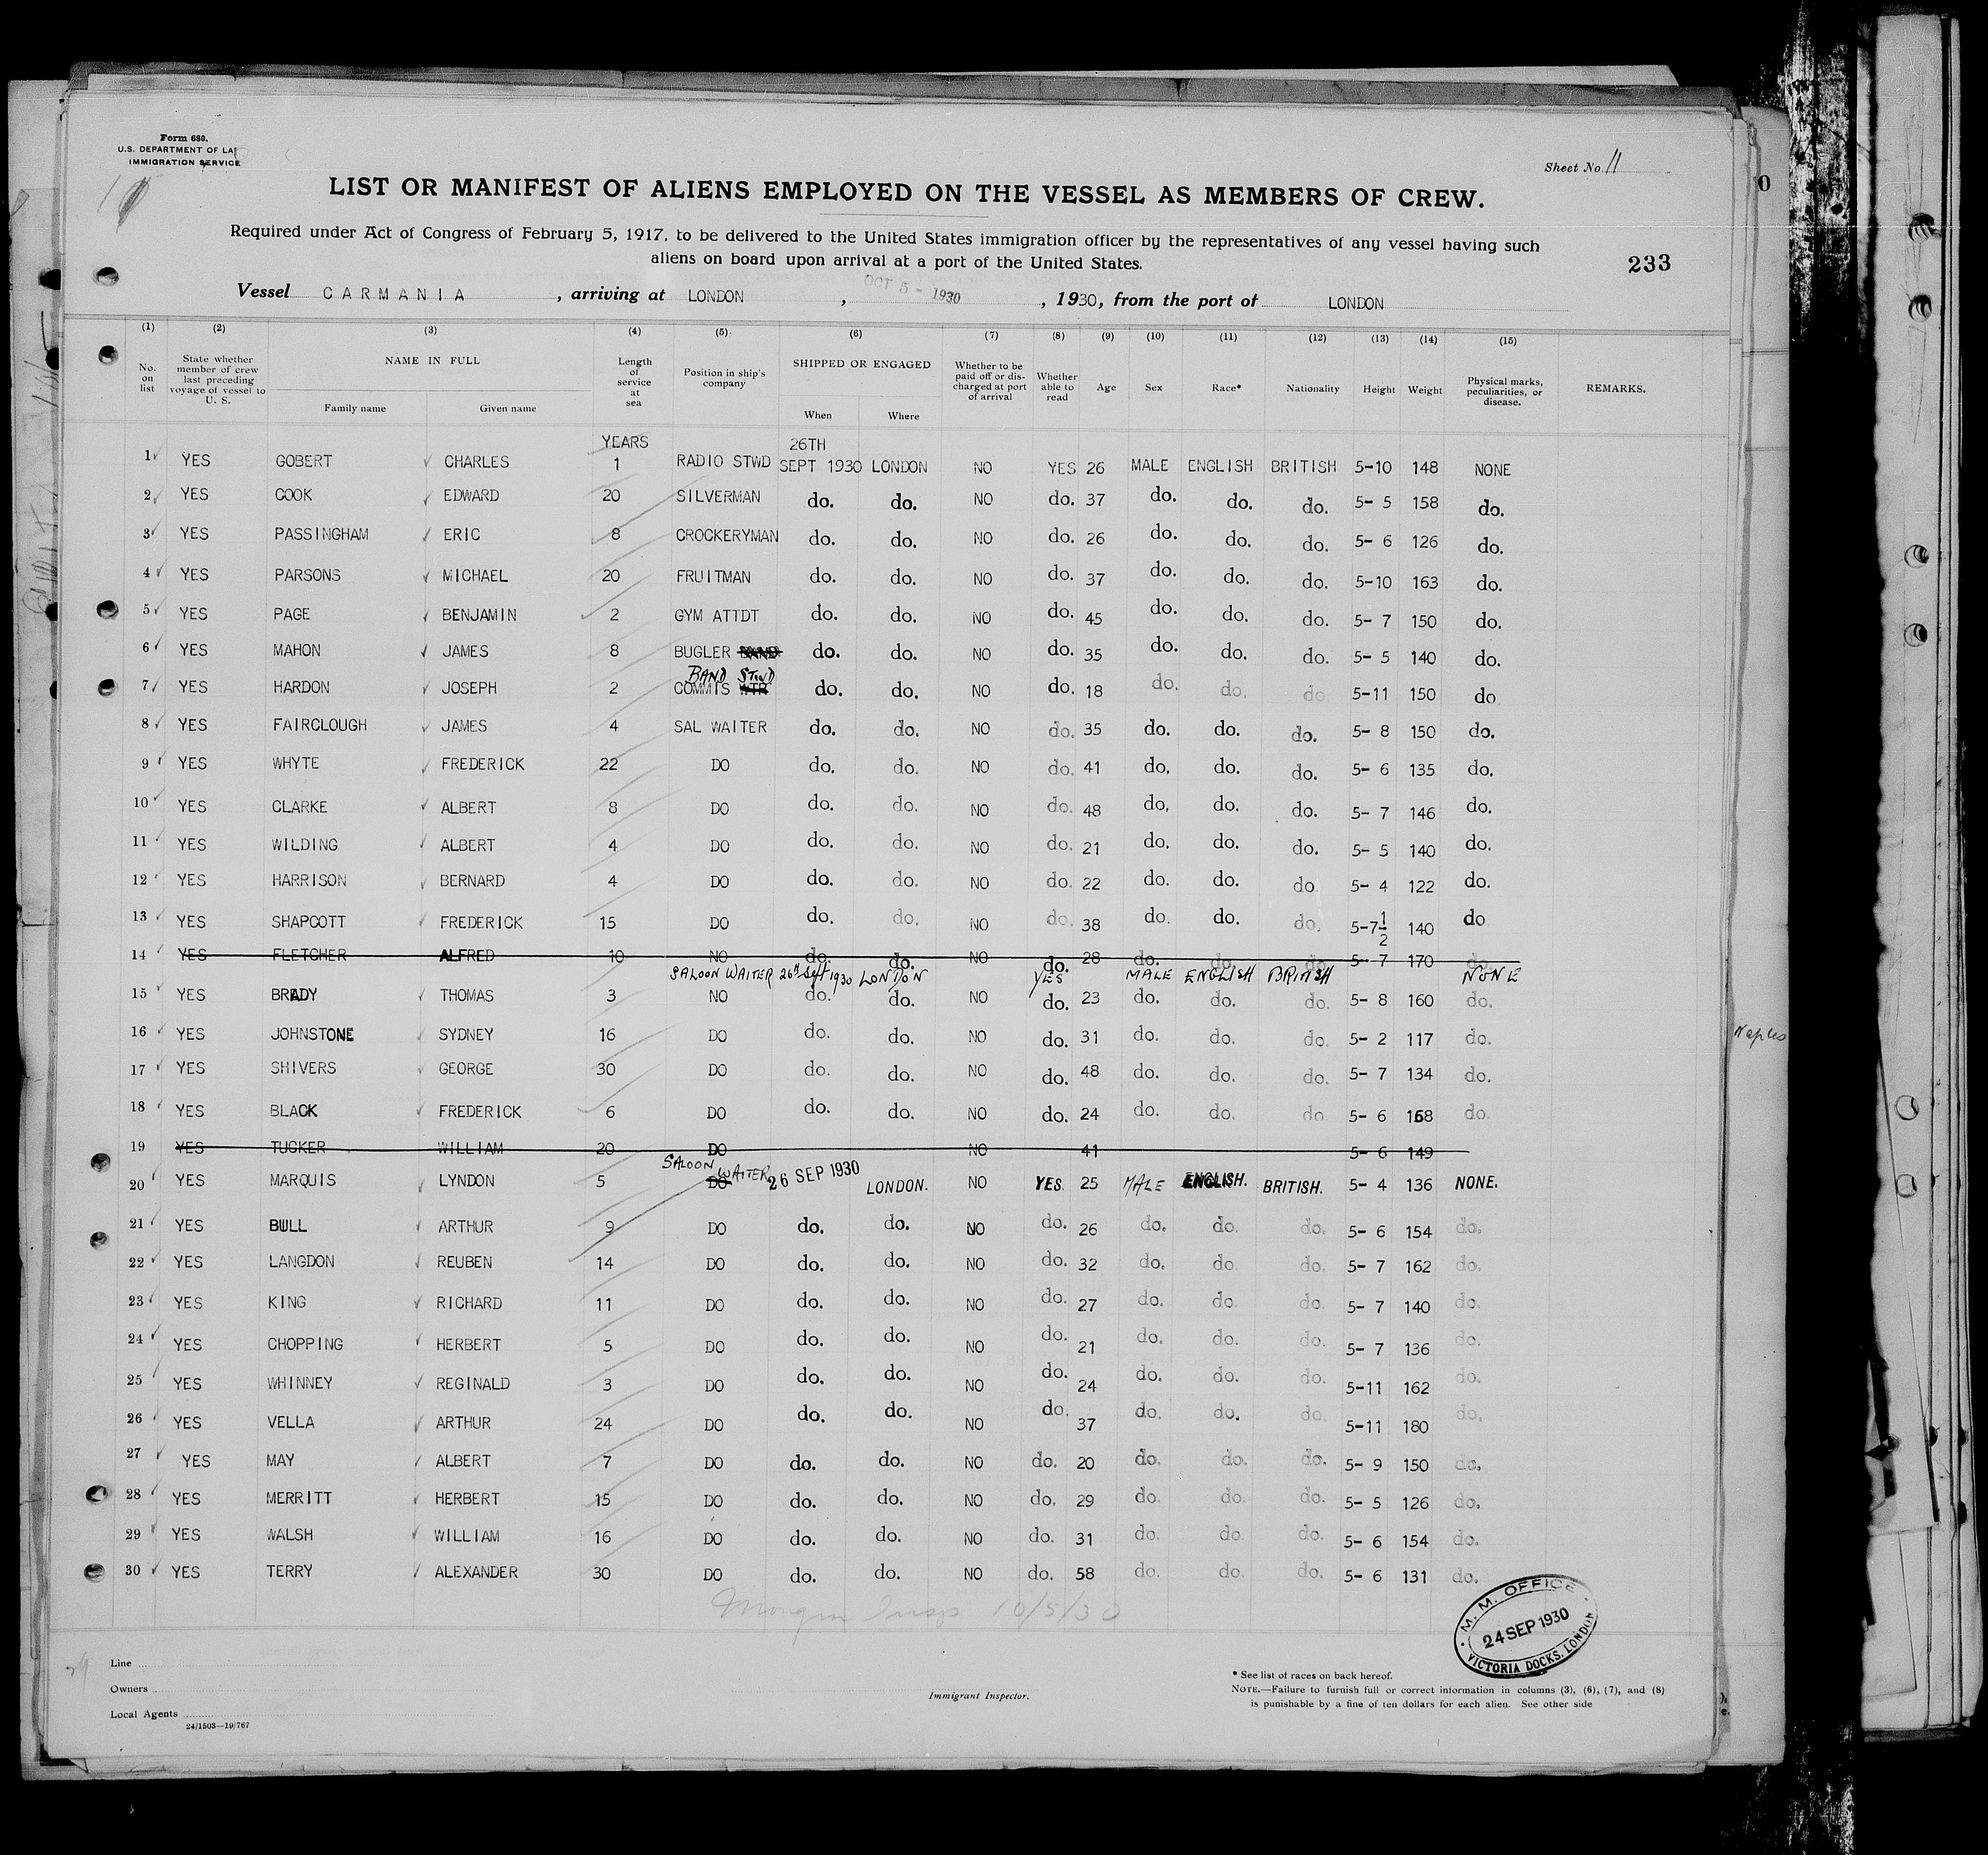 Form 680.
U.S. DEPARTMENT OF LA
IMMIGRATION SERVICE
Sheet No. 11
LIST OR MANIFEST OF ALIENS EMPLOYED ON THE VESSEL AS MEMBERS OF CREW.
Required under Act of Congress of February 5, 1917, to be delivered to the United States immigration officer by the representatives of any vessel having such
aliens on board upon arrival at a port of the United States.
233
Vessel CARMANIA, arriving at LONDON, OCT 5 - 1930, 1930, from the port of LONDON
(1) (2) (3) (4) (5) (6) (7) (8) (9) (10) (11) (12) (13) (14) (15)
No. on list State whether member of crew last preceding voyage of vessel to U. S. NAME IN FULL Family name Given name Length of service at sea Position in ship's company SHIPPED OR ENGAGED When Where Whether to be paid off or discharged at port of arrival Whether able to read Age Sex Race* Nationality Height Weight Physical marks, peculiarities, or disease. REMARKS.
YEARS 26TH
1 YES GOBERT CHARLES 1 RADIO STWD SEPT 1930 LONDON NO YES 26 MALE ENGLISH BRITISH 5-10 148 NONE
2 YES COOK EDWARD 20 SILVERMAN do. do. NO do. 37 do. do. do. 5- 5 158 do.
3 YES PASSINGHAM ERIC 8 CROCKERYMAN do. do. NO do. 26 do. do. do. 5- 6 126 do.
4 YES PARSONS MICHAEL 20 FRUITMAN do. do. NO do. 37 do. do. do. 5-10 163 do.
5 YES PAGE BENJAMIN 2 GYM ATTDT do. do. NO do. 45 do. do. do. 5- 7 150 do.
6 YES MAHON JAMES 8 BUGLER do. do. NO do. 35 do. do. do. 5- 5 140 do.
BAND STWD
7 YES HARDON JOSEPH 2 COMMIS WTR do. do. NO do. 18 do. do. do 5-11 150 do.
8 YES FAIRCLOUGH JAMES 4 SAL WAITER do. do. NO do. 35 do. do. do. 5- 8 150 do.
9 YES WHYTE FREDERICK 22 DO do. do. NO do. 41 do. do. do. 5- 6 135 do.
10 YES CLARKE ALBERT 8 DO do. do. NO do. 48 do. do. do. 5- 7 146 do.
11 YES WILDING ALBERT 4 DO do. do. NO do. 21 do. do. do. 5- 5 140 do.
12 YES HARRISON BERNARD 4 DO do. do. NO do. 22 do. do. do 5- 4 122 do.
13 YES SHAPCOTT FREDERICK 15 DO do. do. NO do. 38 do. do. do. 5-7½ 140 do
14 YES FLETCHER ALFRED 10 NO do. do. NO do. 28 do. do. do. 5- 7 170 do.
SALOON WAITER 26th Sept 1930 LONDON YES MALE ENGLISH BRITISH NONE
15 YES BRADY THOMAS 3 NO do. do. NO do. 23 do. do. do. 5- 8 160 do.
16 YES JOHNSTONE SYDNEY 16 DO do. do. NO do. 31 do. do. do. 5- 2 117 do.
17 YES SHIVERS GEORGE 30 DO do. do. NO do. 48 do. do. do. 5- 7 134 do.
18 YES BLACK FREDERICK 6 DO do. do. NO do. 24 do. do. do. 5- 6 158 do.
19 YES TUCKER WILLIAM 20 DO NO 41 5- 6 149
SALOON WAITER
20 YES MARQUIS LYNDON 5 DO 26 SEP 1930 LONDON. NO YES. 25 MALE ENGLISH. BRITISH. 5- 4 136 NONE.
21 YES BULL ARTHUR 9 DO do. do. NO do. 26 do. do. do. 5- 6 154 do.
22 YES LANGDON REUBEN 14 DO do. do. NO do. 32 do. do. do. 5- 7 162 do.
23 YES KING RICHARD 11 DO do. do. NO do. 27 do. do. do. 5- 7 140 do.
24 YES CHOPPING HERBERT 5 DO do. do. NO do. 21 do. do. do. 5- 7 136 do.
25 YES WHINNEY REGINALD 3 DO do. do. NO do. 24 do. do. do. 5-11 162 do.
26 YES VELLA ARTHUR 24 DO do. do. NO do. 37 do. do. do. 5-11 180 do.
27 YES MAY ALBERT 7 DO do. do. NO do. 20 do. do. do. 5- 9 150 do.
28 YES MERRITT HERBERT 15 DO do. do. NO do. 29 do. do. do. 5- 5 126 do.
29 YES WALSH WILLIAM 16 DO do. do. NO do. 31 do. do. do. 5- 6 154 do.
30 YES TERRY ALEXANDER 30 DO do. do. NO do. 58 do. do. do. 5- 6 131 do.
Insp 10/5/30
M. M. OFFICE
24 SEP 1930
VICTORIA DOCKS, LONDON
Naples
Line
Owners
Local Agents
24/1503—19/767
Immigrant Inspector.
* See list of races on back hereof.
NOTE.—Failure to furnish full or correct information in columns (3), (6), (7), and (8)
is punishable by a fine of ten dollars for each alien. See other side